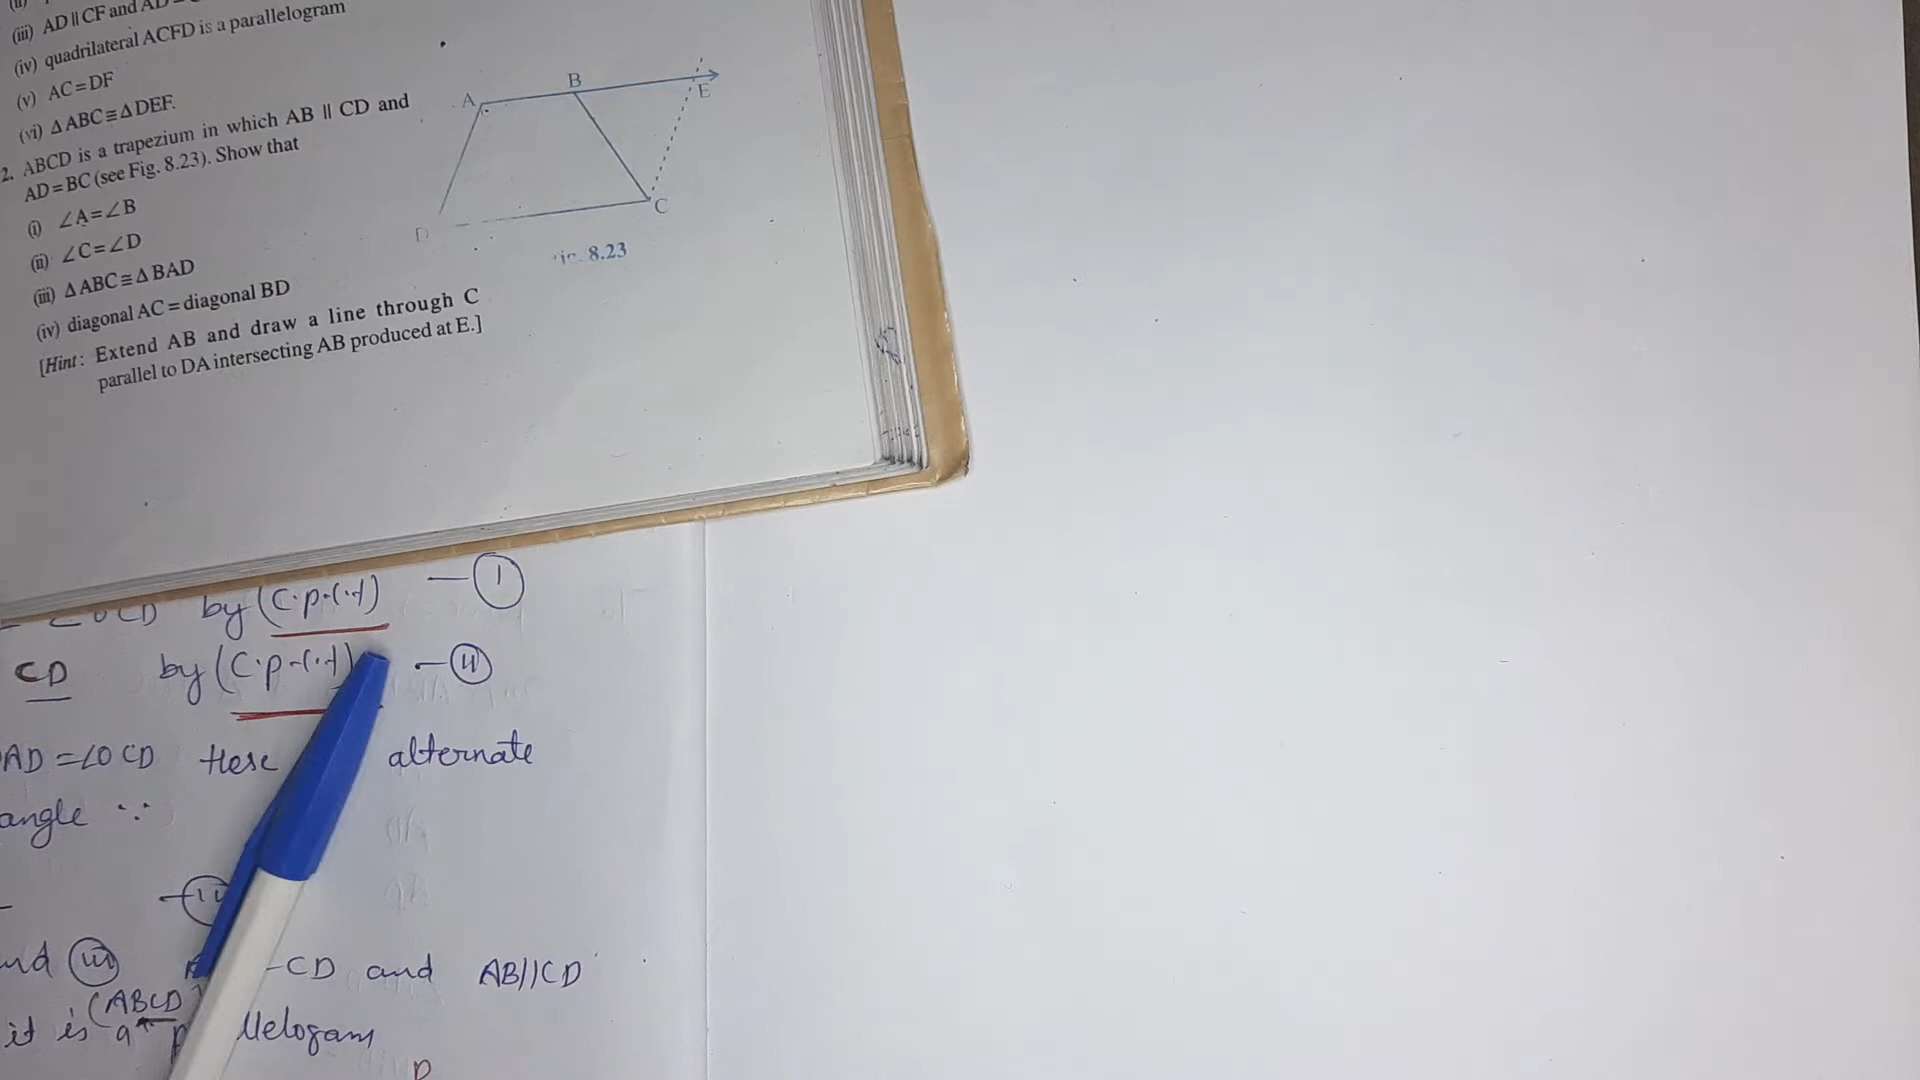 (iii) AD || CF and AD
(iv) quadrilateral ACFD is a parallelogram
(v) AC = DF
(vi) Δ ABC ≅ Δ DEF.
2. ABCD is a trapezium in which AB || CD and
AD = BC (see Fig. 8.23). Show that
(i) ∠A = ∠B
(ii) ∠C = ∠D
(iii) Δ ABC ≅ Δ BAD
(iv) diagonal AC = diagonal BD
[Hint : Extend AB and draw a line through C
parallel to DA intersecting AB produced at E.]
A
B
E
D
C
8.23
OCD by (C.p.c.t) — I
CD by (C.p.c.t) — II
AD = ∠OCD these alternate
angle ∵
and III CD and AB//CD
(ABCD)
it is a